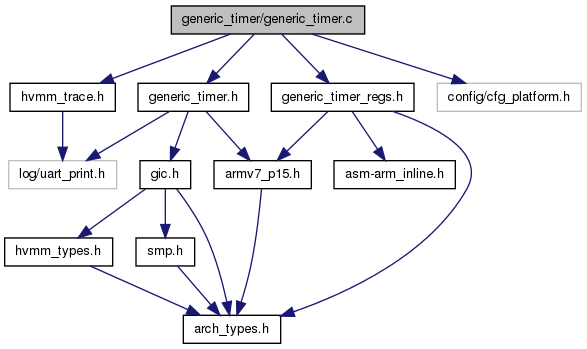 generic_timer/generic_timer.c
hvmm_trace.h
generic_timer.h
generic_timer_regs.h
config/cfg_platform.h
log/uart_print.h
gic.h
armv7_p15.h
asm-arm_inline.h
hvmm_types.h
smp.h
arch_types.h